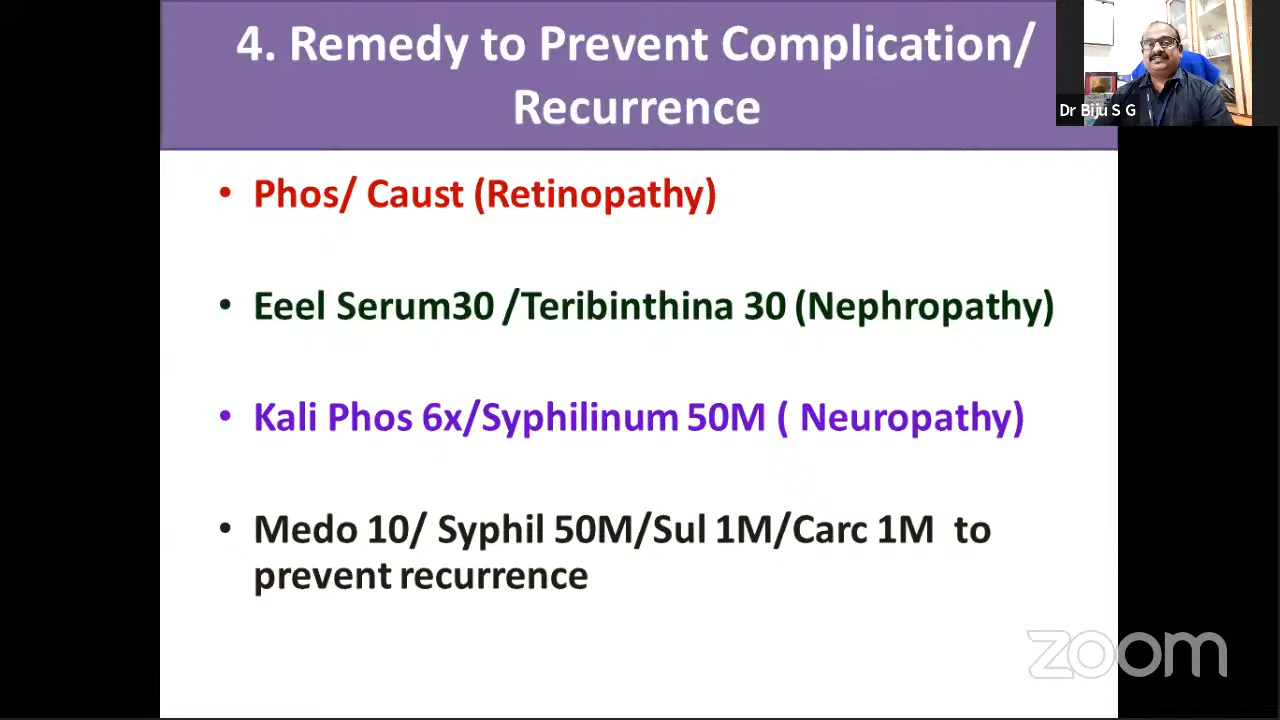 4. Remedy to Prevent Complication/
Recurrence
Dr Biju S G
• Phos/ Caust (Retinopathy)
• Eeel Serum30 /Teribinthina 30 (Nephropathy)
• Kali Phos 6x/Syphilinum 50M ( Neuropathy)
• Medo 10/ Syphil 50M/Sul 1M/Carc 1M to
prevent recurrence
zoom